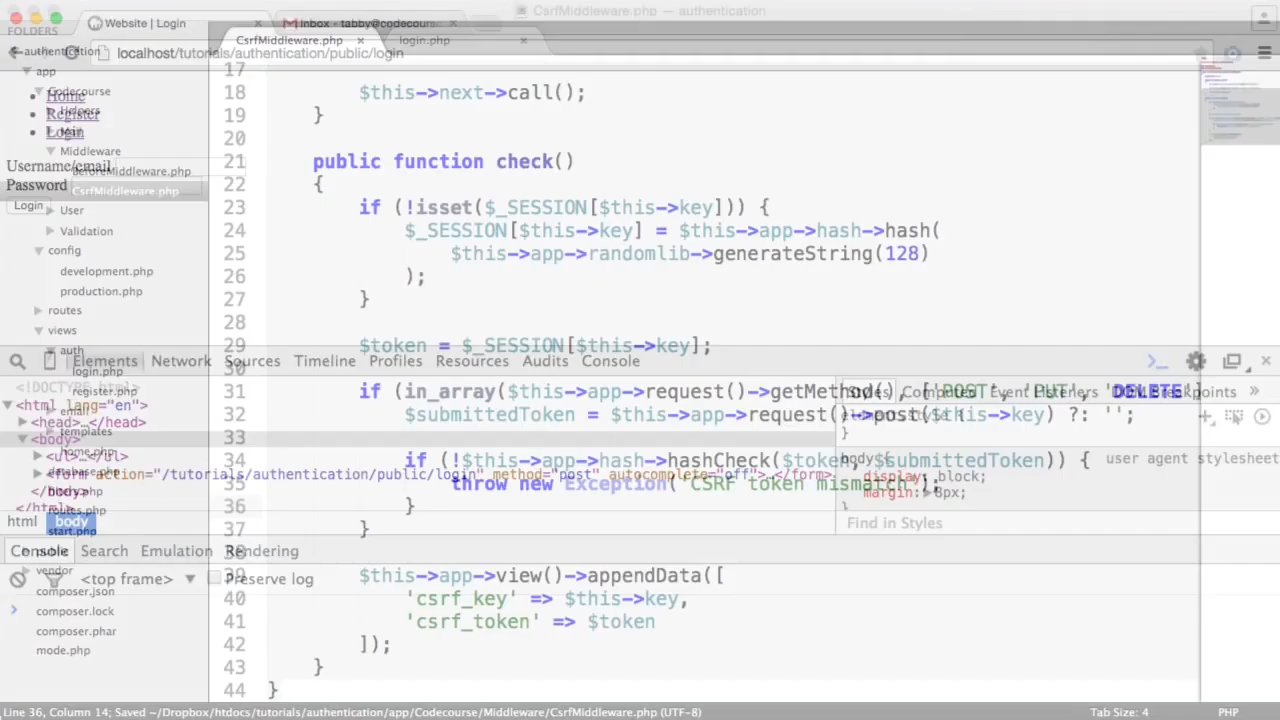 CsrfMiddleware.php — authentication
Website | Login
Inbox - tabby@codecourse
FOLDERS
CsrfMiddleware.php
login.php
authentication
localhost/tutorials/authentication/public/login
app
Codecourse
Home
Helpers
Register
Mail
Login
Middleware
Username/email
BeforeMiddleware.php
Password
CsrfMiddleware.php
Login
User
Validation
config
development.php
production.php
routes
views
auth
login.php
register.php
email
templates
home.php
database.php
routes.php
start.php
public
vendor
composer.json
composer.lock
composer.phar
mode.php
17
18 $this->next->call();
19 }
20
21 public function check()
22 {
23 if (!isset($_SESSION[$this->key])) {
24 $_SESSION[$this->key] = $this->app->hash->hash(
25 $this->app->randomlib->generateString(128)
26 );
27 }
28
29 $token = $_SESSION[$this->key];
30
31 if (in_array($this->app->request()->getMethod(), ['POST', 'PUT', 'DELETE']
32 $submittedToken = $this->app->request()->post($this->key) ?: '';
33
34 if (!$this->app->hash->hashCheck($token, $submittedToken)) {
35 throw new Exception('CSRF token mismatch');
36 }
37 }
38
39 $this->app->view()->appendData([
40 'csrf_key' => $this->key,
41 'csrf_token' => $token
42 ]);
43 }
44 }
Elements Network Sources Timeline Profiles Resources Audits Console
<!DOCTYPE html>
<html lang="en">
<head>…</head>
<body>
<ul>…</ul>
<form action="/tutorials/authentication/public/login" method="post" autocomplete="off">…</form>
</body>
</html>
html body
Styles Computed Event Listeners DOM Breakpoints »
}
body { user agent stylesheet
display: block;
margin: 8px;
}
Find in Styles
Console Search Emulation Rendering
<top frame> Preserve log
Line 36, Column 14; Saved ~/Dropbox/htdocs/tutorials/authentication/app/Codecourse/Middleware/CsrfMiddleware.php (UTF-8)
Tab Size: 4
PHP